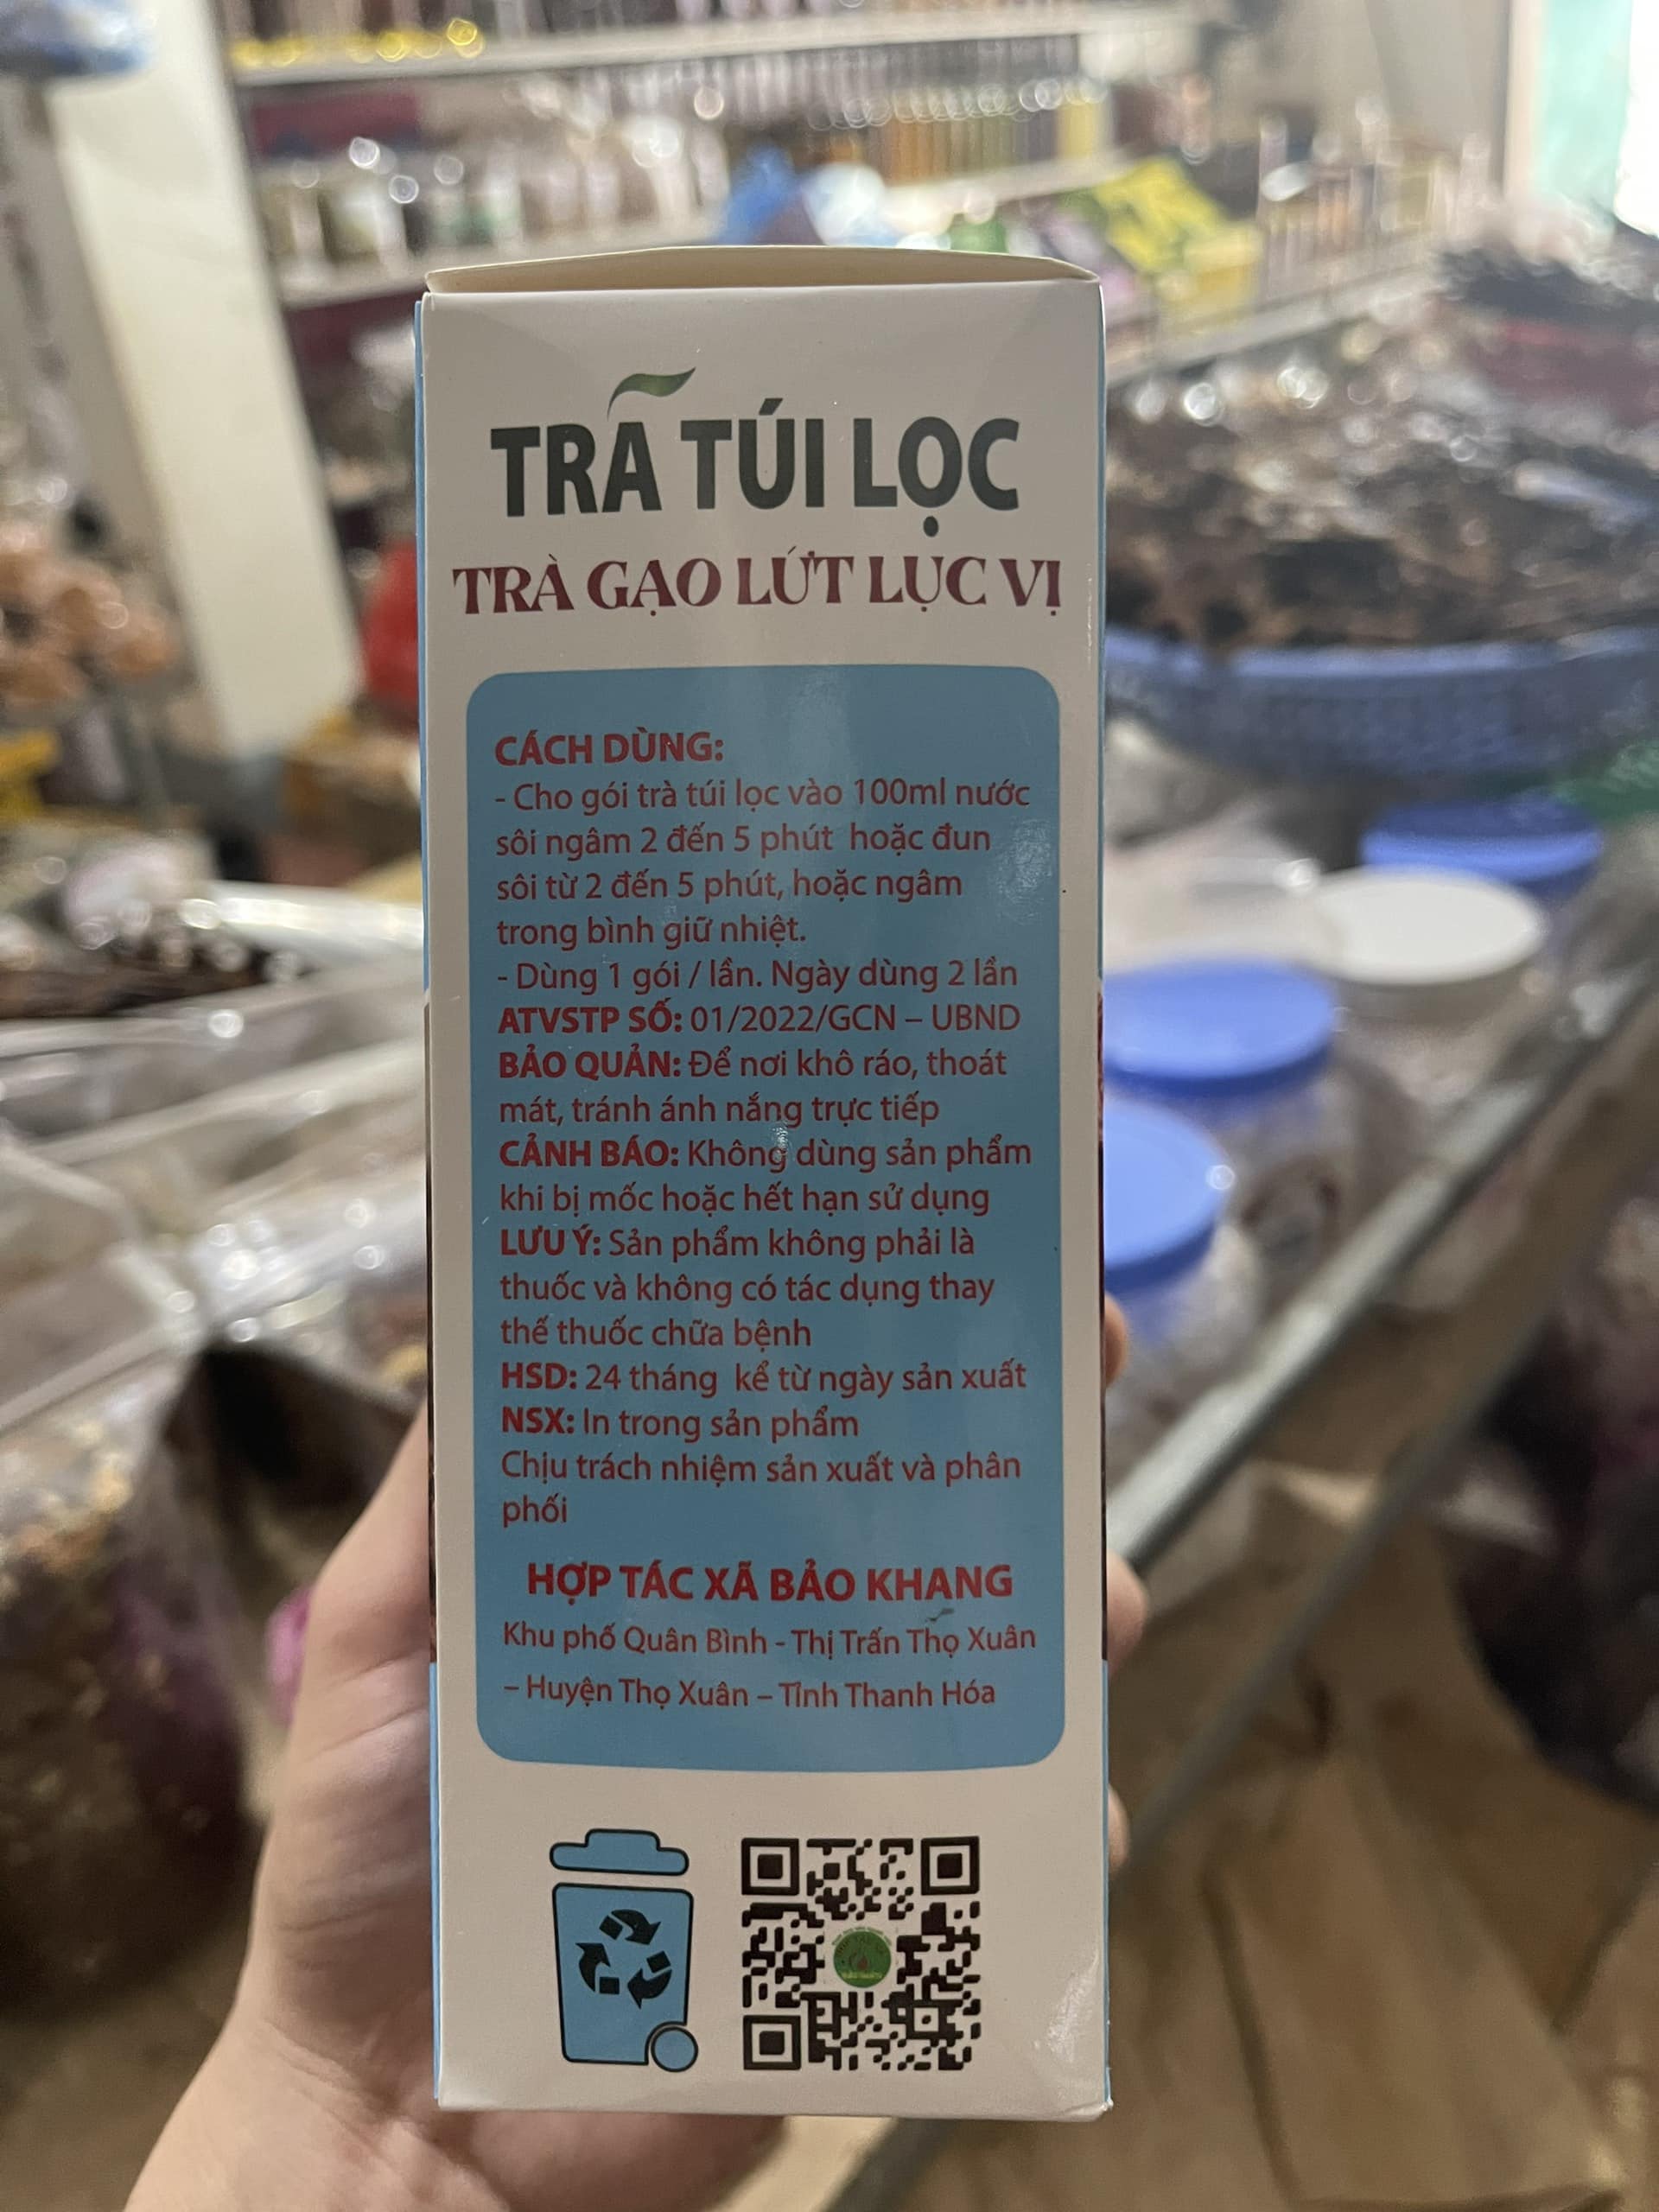 TRÀ TÚI LỌC
TRÀ GẠO LỨT LỤC VỊ
CÁCH DÙNG:
- Cho gói trà túi lọc vào 100ml nước
sôi ngâm 2 đến 5 phút hoặc đun
sôi từ 2 đến 5 phút, hoặc ngâm
trong bình giữ nhiệt.
- Dùng 1 gói / lần. Ngày dùng 2 lần
ATVSTP SỐ: 01/2022/GCN – UBND
BẢO QUẢN: Để nơi khô ráo, thoát
mát, tránh ánh nắng trực tiếp
CẢNH BÁO: Không dùng sản phẩm
khi bị mốc hoặc hết hạn sử dụng
LƯU Ý: Sản phẩm không phải là
thuốc và không có tác dụng thay
thế thuốc chữa bệnh
HSD: 24 tháng kể từ ngày sản xuất
NSX: In trong sản phẩm
Chịu trách nhiệm sản xuất và phân
phối
HỢP TÁC XÃ BẢO KHANG
Khu phố Quân Bình - Thị Trấn Thọ Xuân
– Huyện Thọ Xuân – Tỉnh Thanh Hóa